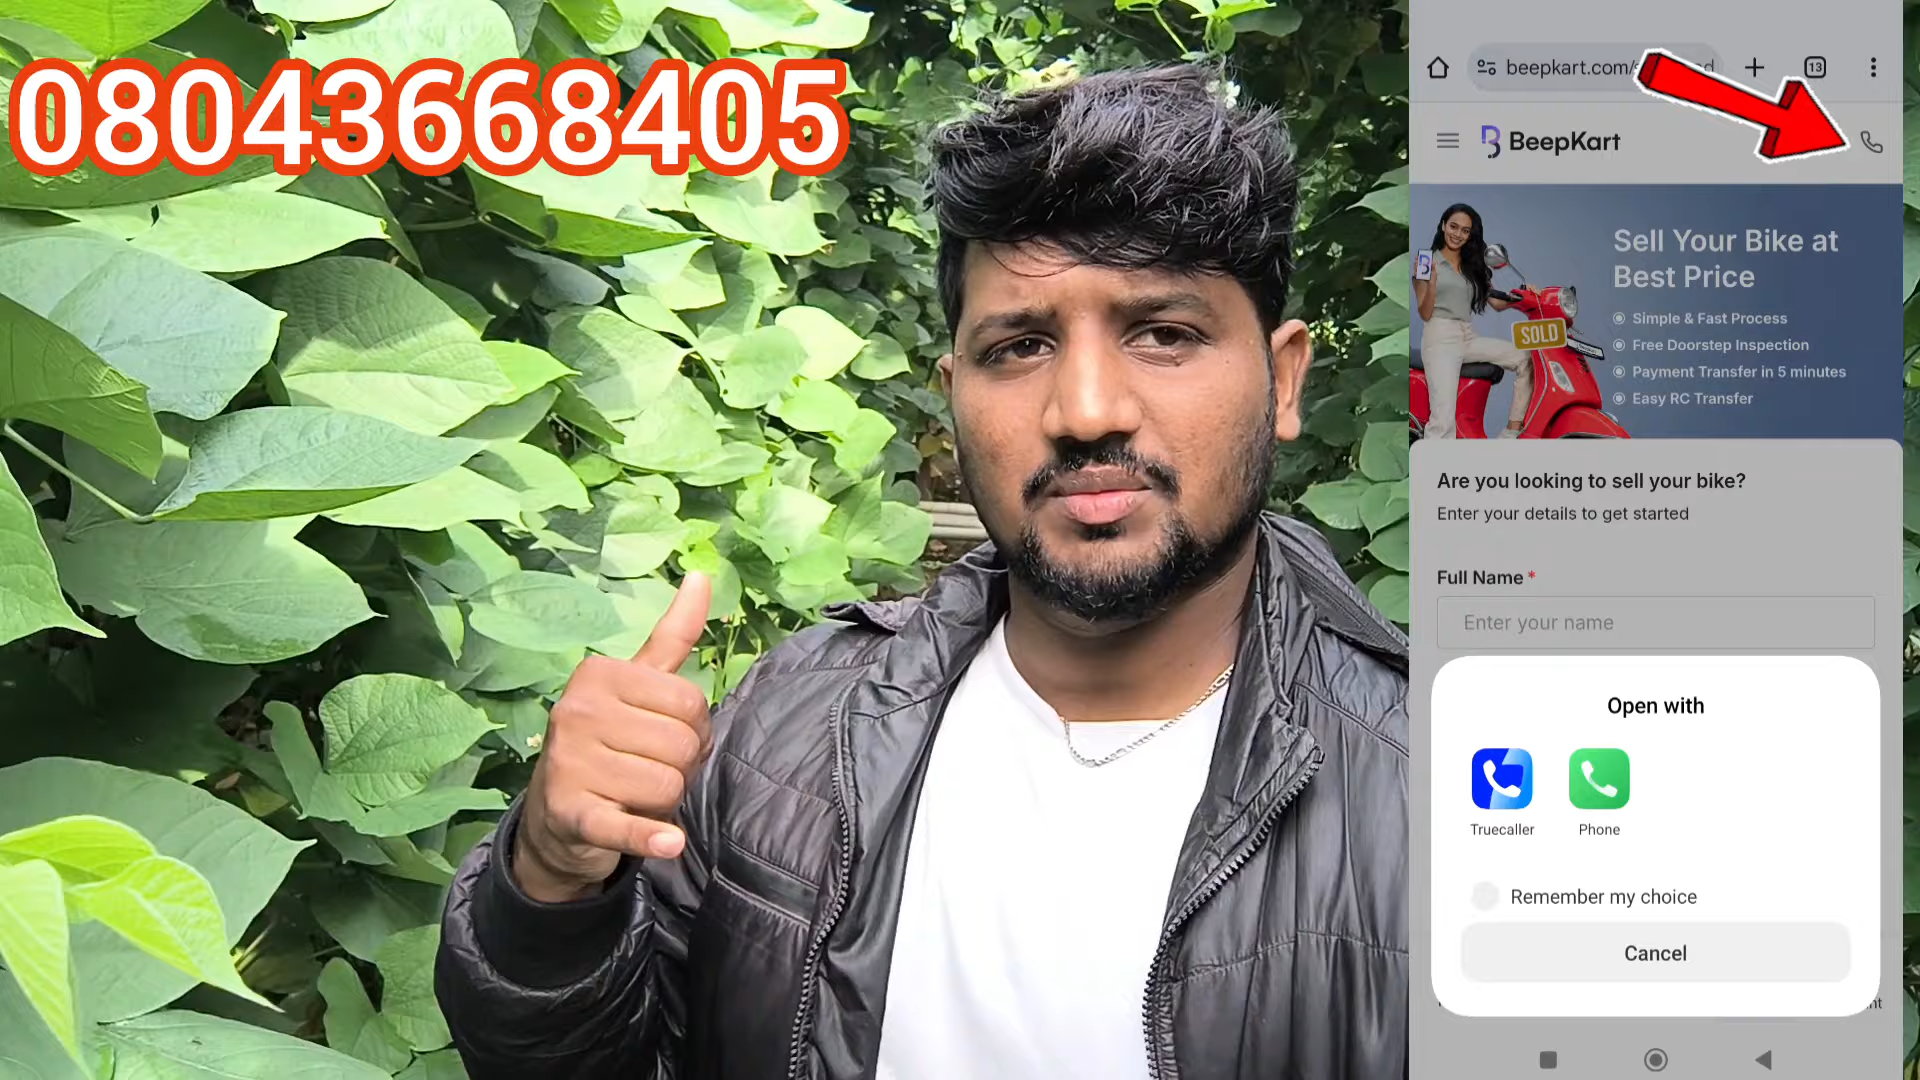 08043668405
13
beepkart.com/
BeepKart
Sell Your Bike at
Best Price
Simple & Fast Process
Free Doorstep Inspection
Payment Transfer in 5 minutes
Easy RC Transfer
SOLD
Are you looking to sell your bike?
Enter your details to get started
Full Name *
Enter your name
Open with
Truecaller
Phone
Remember my choice
Cancel